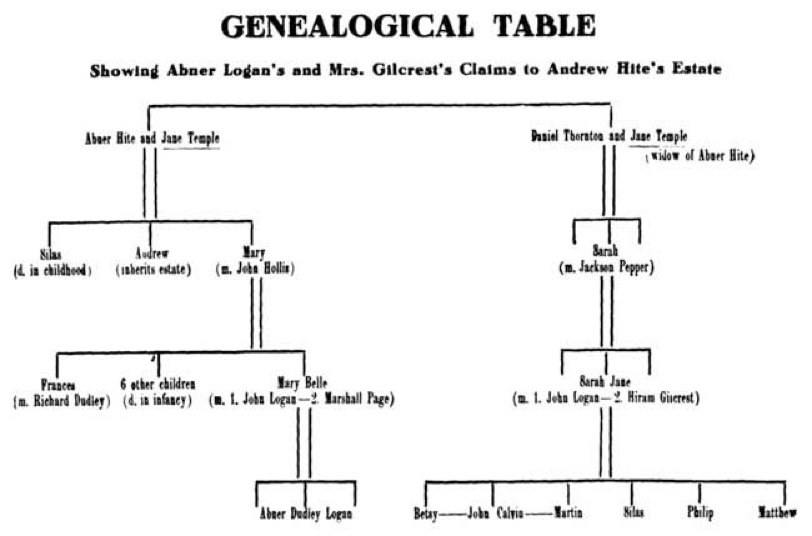 GENEALOGICAL TABLE
Showing Abner Logan's and Mrs. Gilcrest's Claims to Andrew Hite's Estate
Abner Hite and Jane Temple
Daniel Thornton and Jane Temple
(widow of Abner Hite)
Silas
(d. in childhood)
Andrew
(inherits estate)
Mary
(m. John Hollis)
Sarah
(m. Jackson Pepper)
Frances
(m. Richard Dudley)
6 other children
(d. in infancy)
Mary Belle
(m. 1. John Logan—2. Marshall Page)
Sarah Jane
(m. 1. John Logan—2. Hiram Gilcrest)
Abner Dudley Logan
Betsy——John Calvin——Martin Silas Philip Matthew